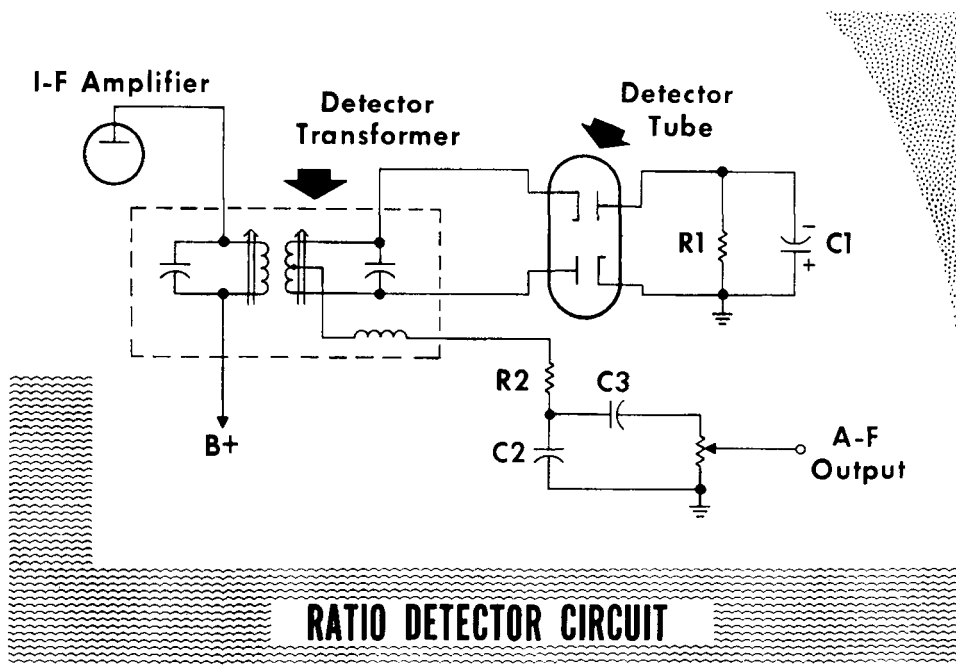 I-F Amplifier
Detector
Transformer
Detector
Tube
R1
C1
−
+
R2
C3
C2
B+
A-F
Output
RATIO DETECTOR CIRCUIT